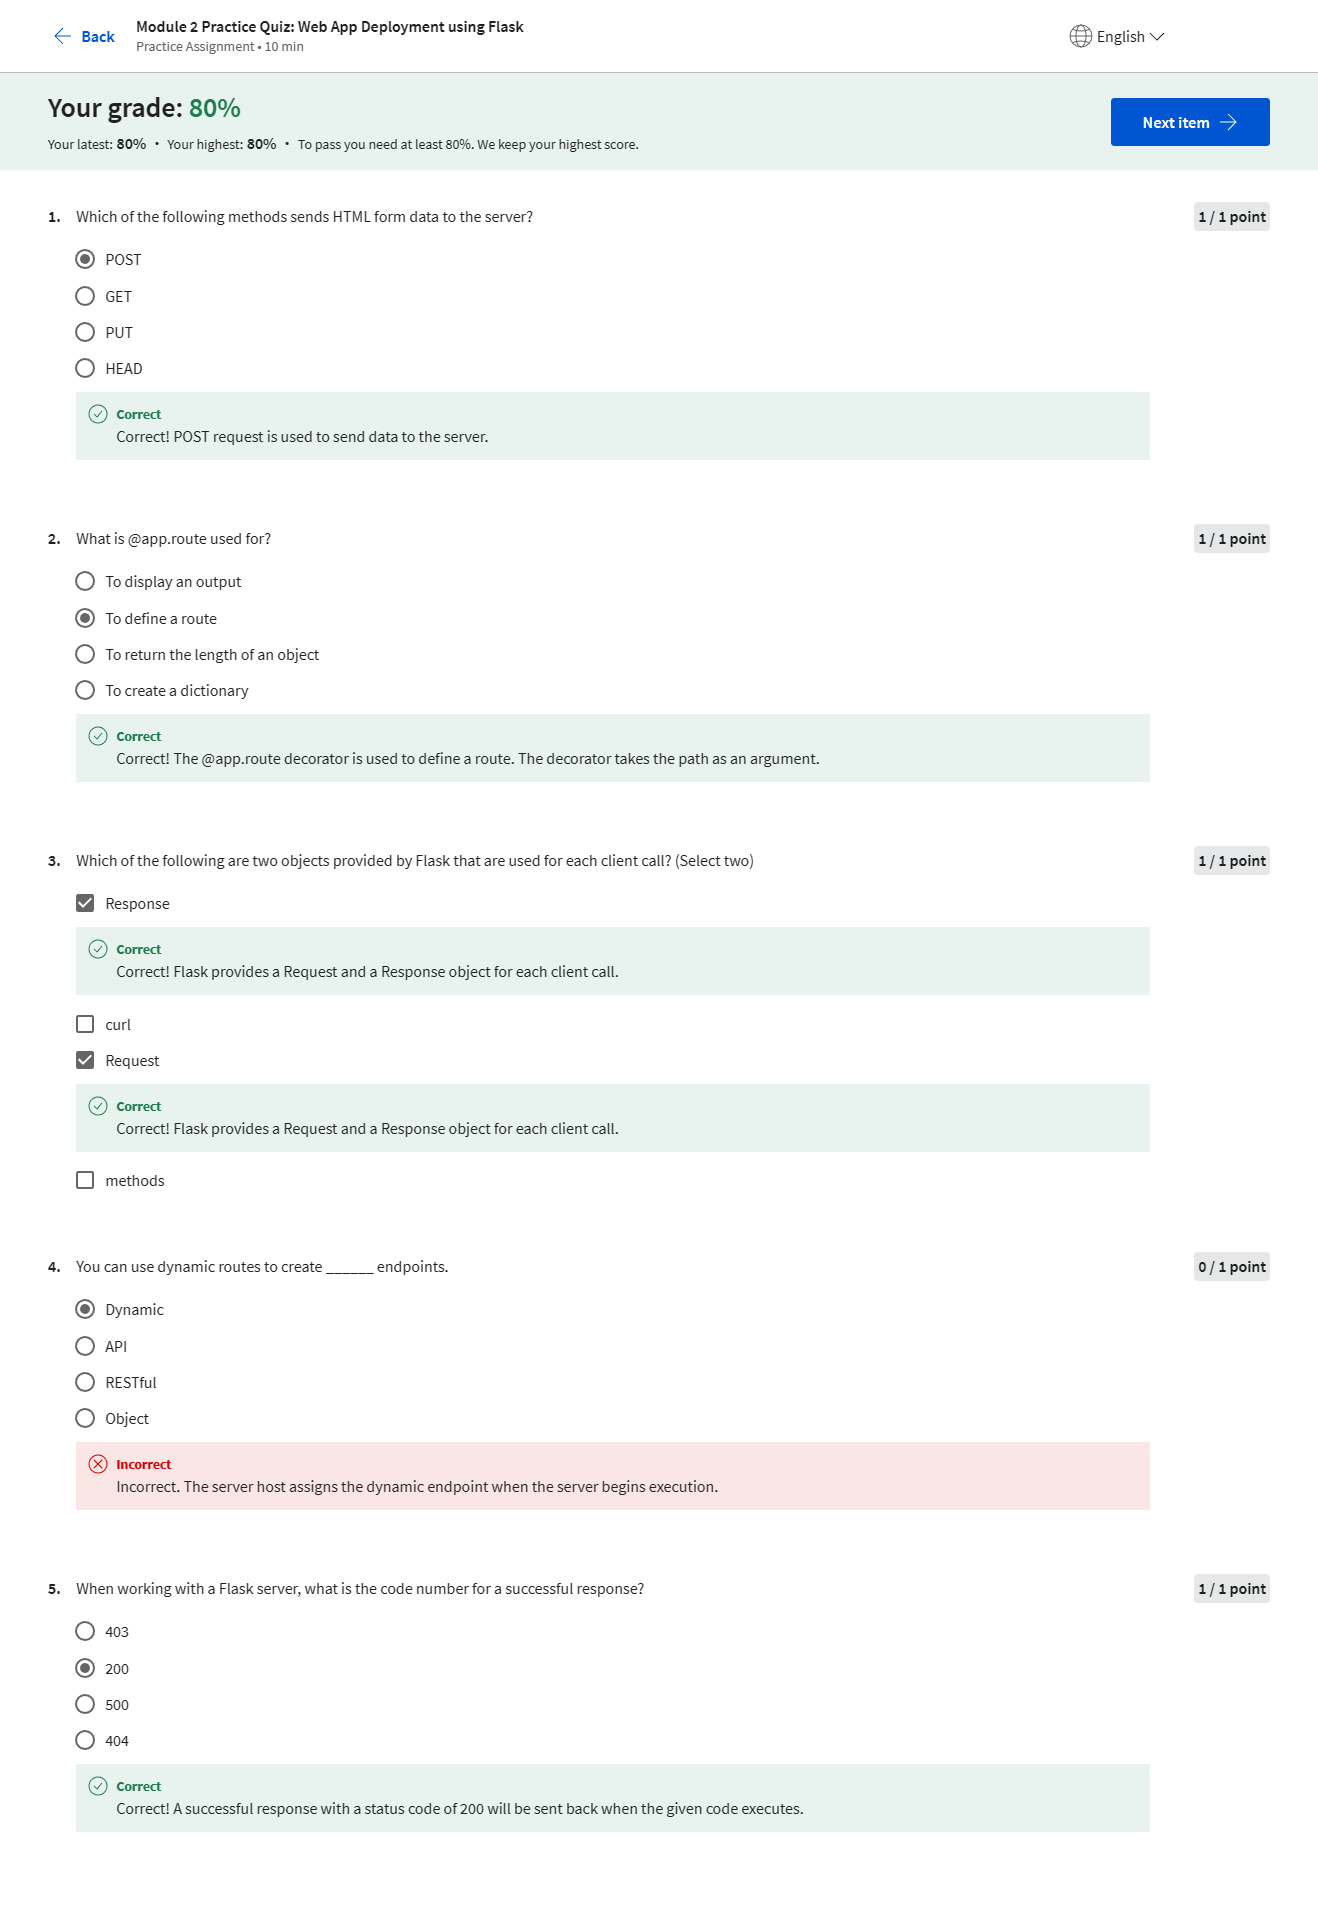 Back
Module 2 Practice Quiz: Web App Deployment using Flask
Practice Assignment • 10 min
English
Your grade: 80%
Your latest: 80% • Your highest: 80% • To pass you need at least 80%. We keep your highest score.
Next item
1. Which of the following methods sends HTML form data to the server?
1 / 1 point
POST
GET
PUT
HEAD
Correct
Correct! POST request is used to send data to the server.
2. What is @app.route used for?
1 / 1 point
To display an output
To define a route
To return the length of an object
To create a dictionary
Correct
Correct! The @app.route decorator is used to define a route. The decorator takes the path as an argument.
3. Which of the following are two objects provided by Flask that are used for each client call? (Select two)
1 / 1 point
Response
Correct
Correct! Flask provides a Request and a Response object for each client call.
curl
Request
Correct
Correct! Flask provides a Request and a Response object for each client call.
methods
4. You can use dynamic routes to create ______ endpoints.
0 / 1 point
Dynamic
API
RESTful
Object
Incorrect
Incorrect. The server host assigns the dynamic endpoint when the server begins execution.
5. When working with a Flask server, what is the code number for a successful response?
1 / 1 point
403
200
500
404
Correct
Correct! A successful response with a status code of 200 will be sent back when the given code executes.